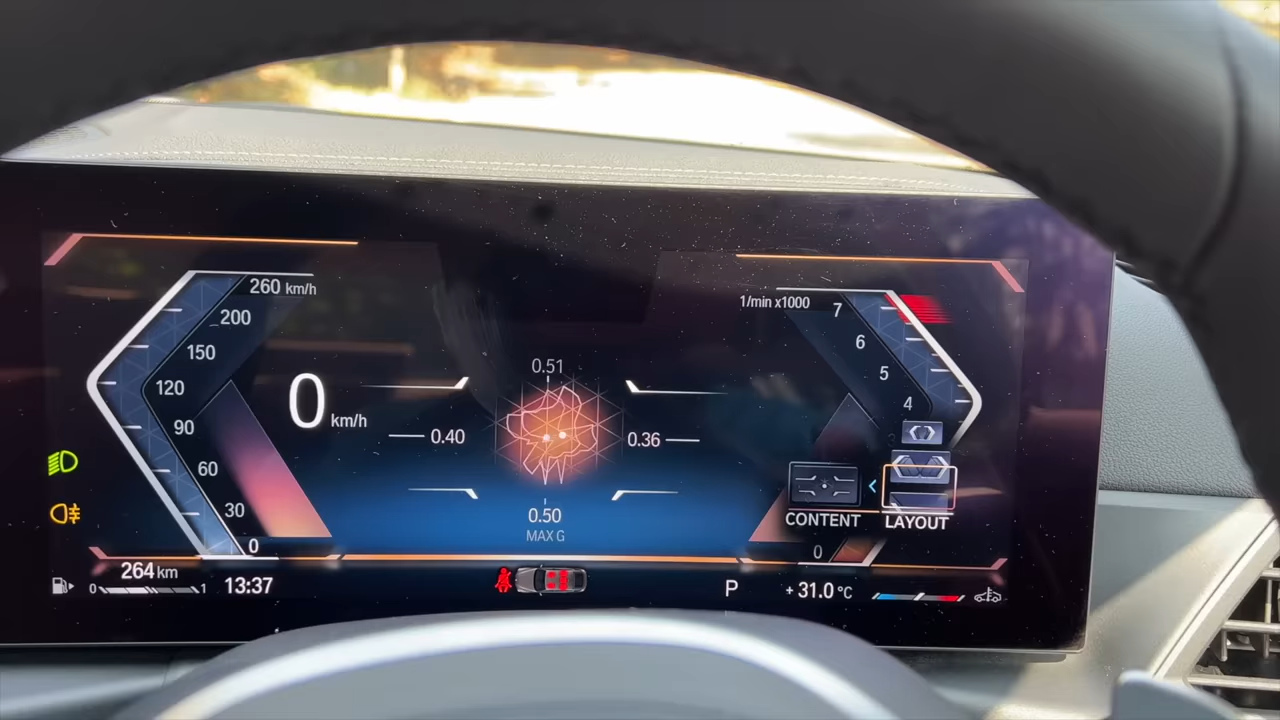 260 km/h
200
150
120
90
60
30
0
0 km/h
0.51
0.40
0.36
0.50
MAX G
1/min x1000
7
6
5
4
0
CONTENT
LAYOUT
264 km
0 1
13:37
P
+31.0 °C